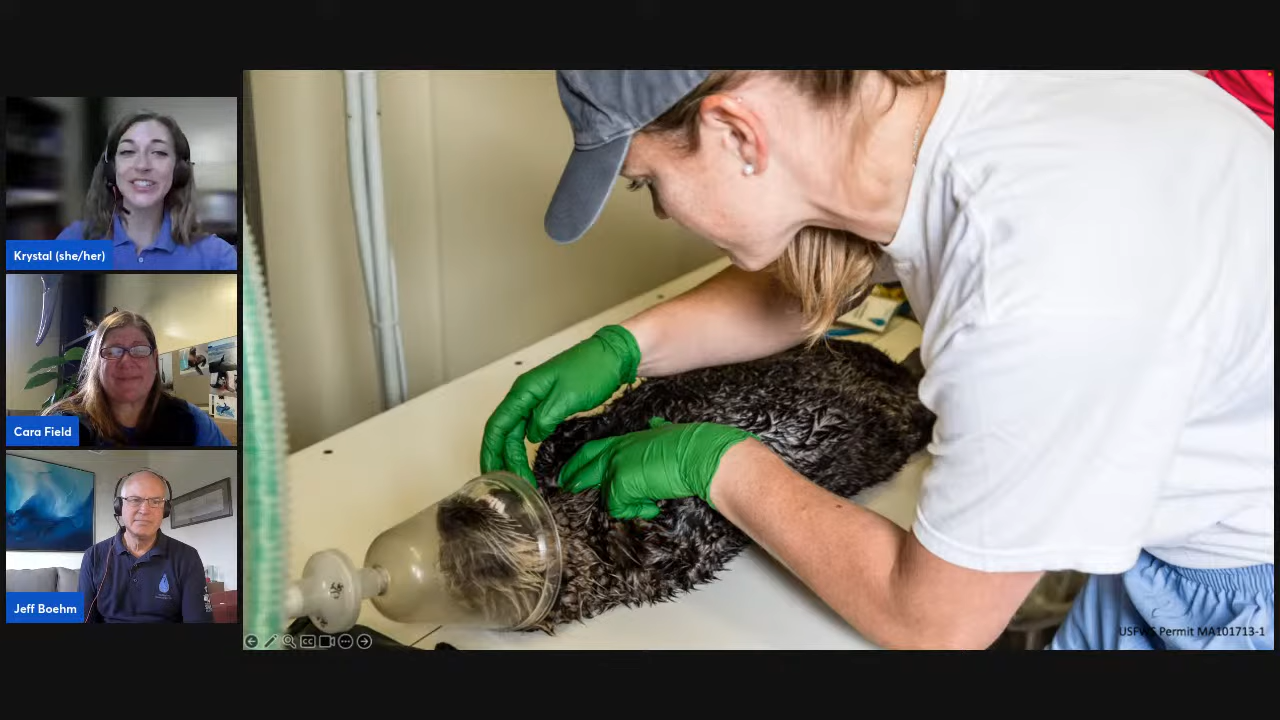 Krystal (she/her)
Cara Field
Jeff Boehm
USFWS Permit MA101713-1